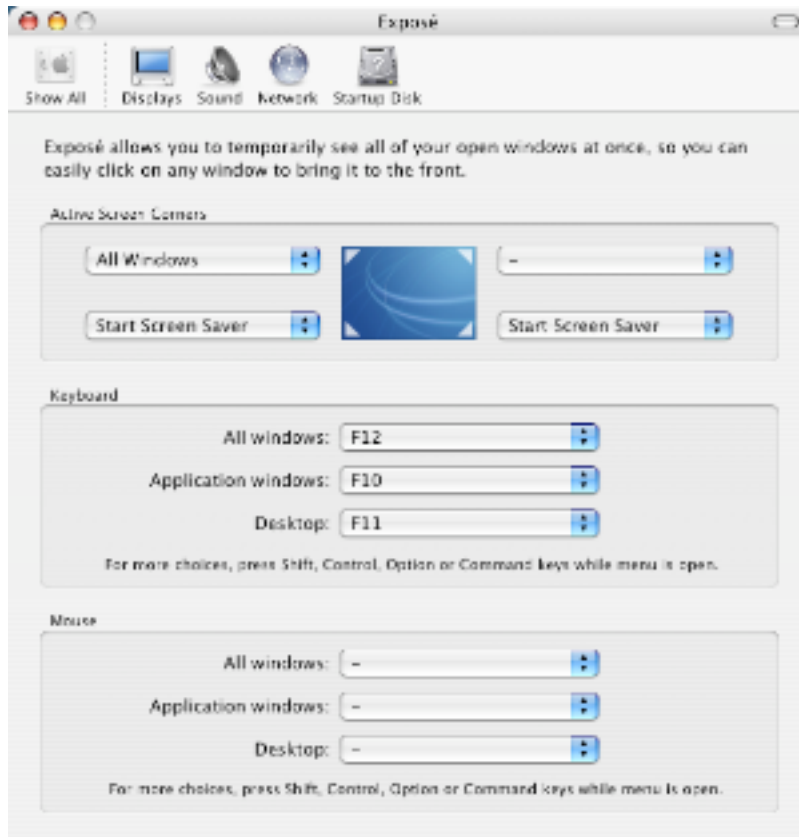 Exposé
Show All Displays Sound Network Startup Disk
Exposé allows you to temporarily see all of your open windows at once, so you can
easily click on any window to bring it to the front.
Active Screen Corners
All Windows –
Start Screen Saver Start Screen Saver
Keyboard
All windows: F12
Application windows: F10
Desktop: F11
For more choices, press Shift, Control, Option or Command keys while menu is open.
Mouse
All windows: –
Application windows: –
Desktop: –
For more choices, press Shift, Control, Option or Command keys while menu is open.